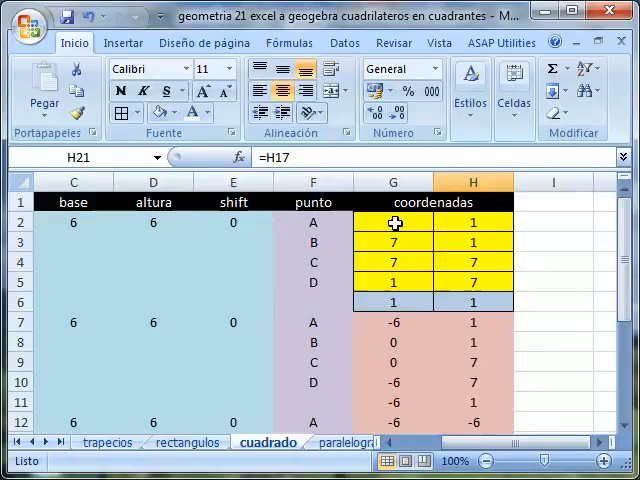 geometria 21 excel a geogebra cuadrilateros en cuadrantes - M...
Inicio Insertar Diseño de página Fórmulas Datos Revisar Vista ASAP Utilities
Pegar
Calibri 11
N K S A A
General
% 000
Estilos Celdas
Portapapeles Fuente Alineación Número Modificar
H21 fx =H17
C D E F G H I
1 base altura shift punto coordenadas
2 6 6 0 A 1
3 B 7 1
4 C 7 7
5 D 1 7
6 1 1
7 6 6 0 A -6 1
8 B 0 1
9 C 0 7
10 D -6 7
11 -6 1
12 6 6 0 A -6 -6
trapecios rectangulos cuadrado paralelogra
Listo 100%